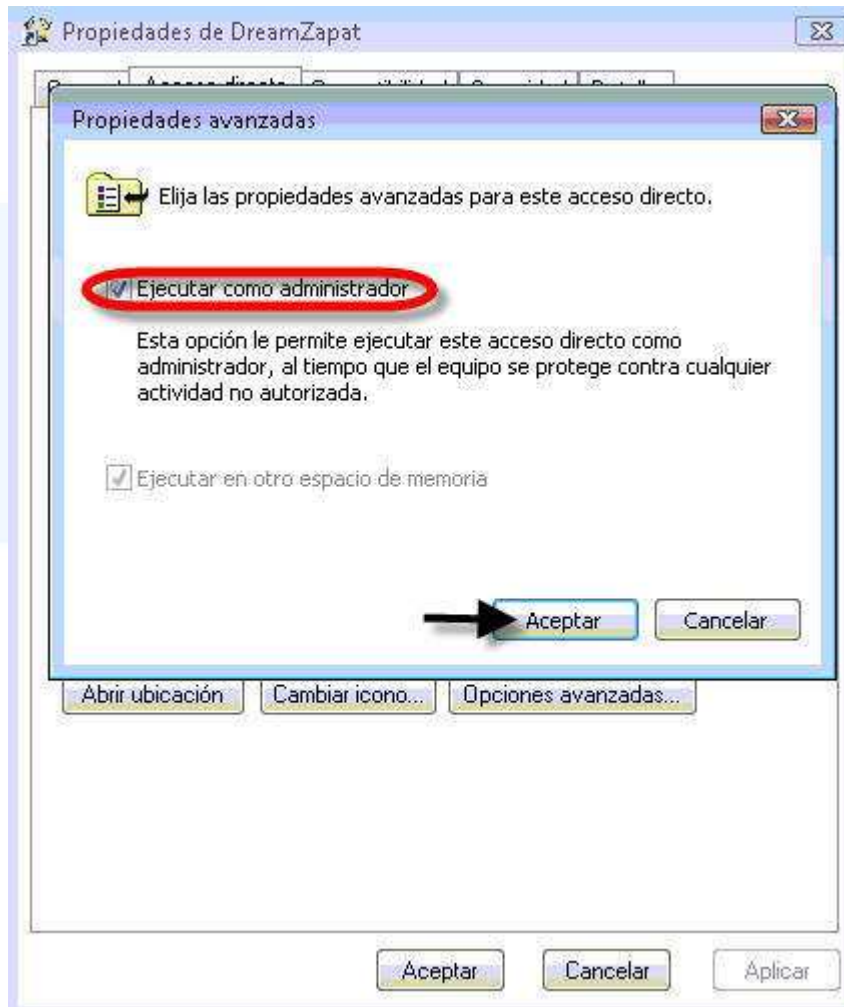 Propiedades de DreamZapat
Acceso directo
Propiedades avanzadas
Elija las propiedades avanzadas para este acceso directo.
Ejecutar como administrador
Esta opción le permite ejecutar este acceso directo como
administrador, al tiempo que el equipo se protege contra cualquier
actividad no autorizada.
Ejecutar en otro espacio de memoria
Aceptar Cancelar
Abrir ubicación Cambiar icono... Opciones avanzadas...
Aceptar Cancelar Aplicar